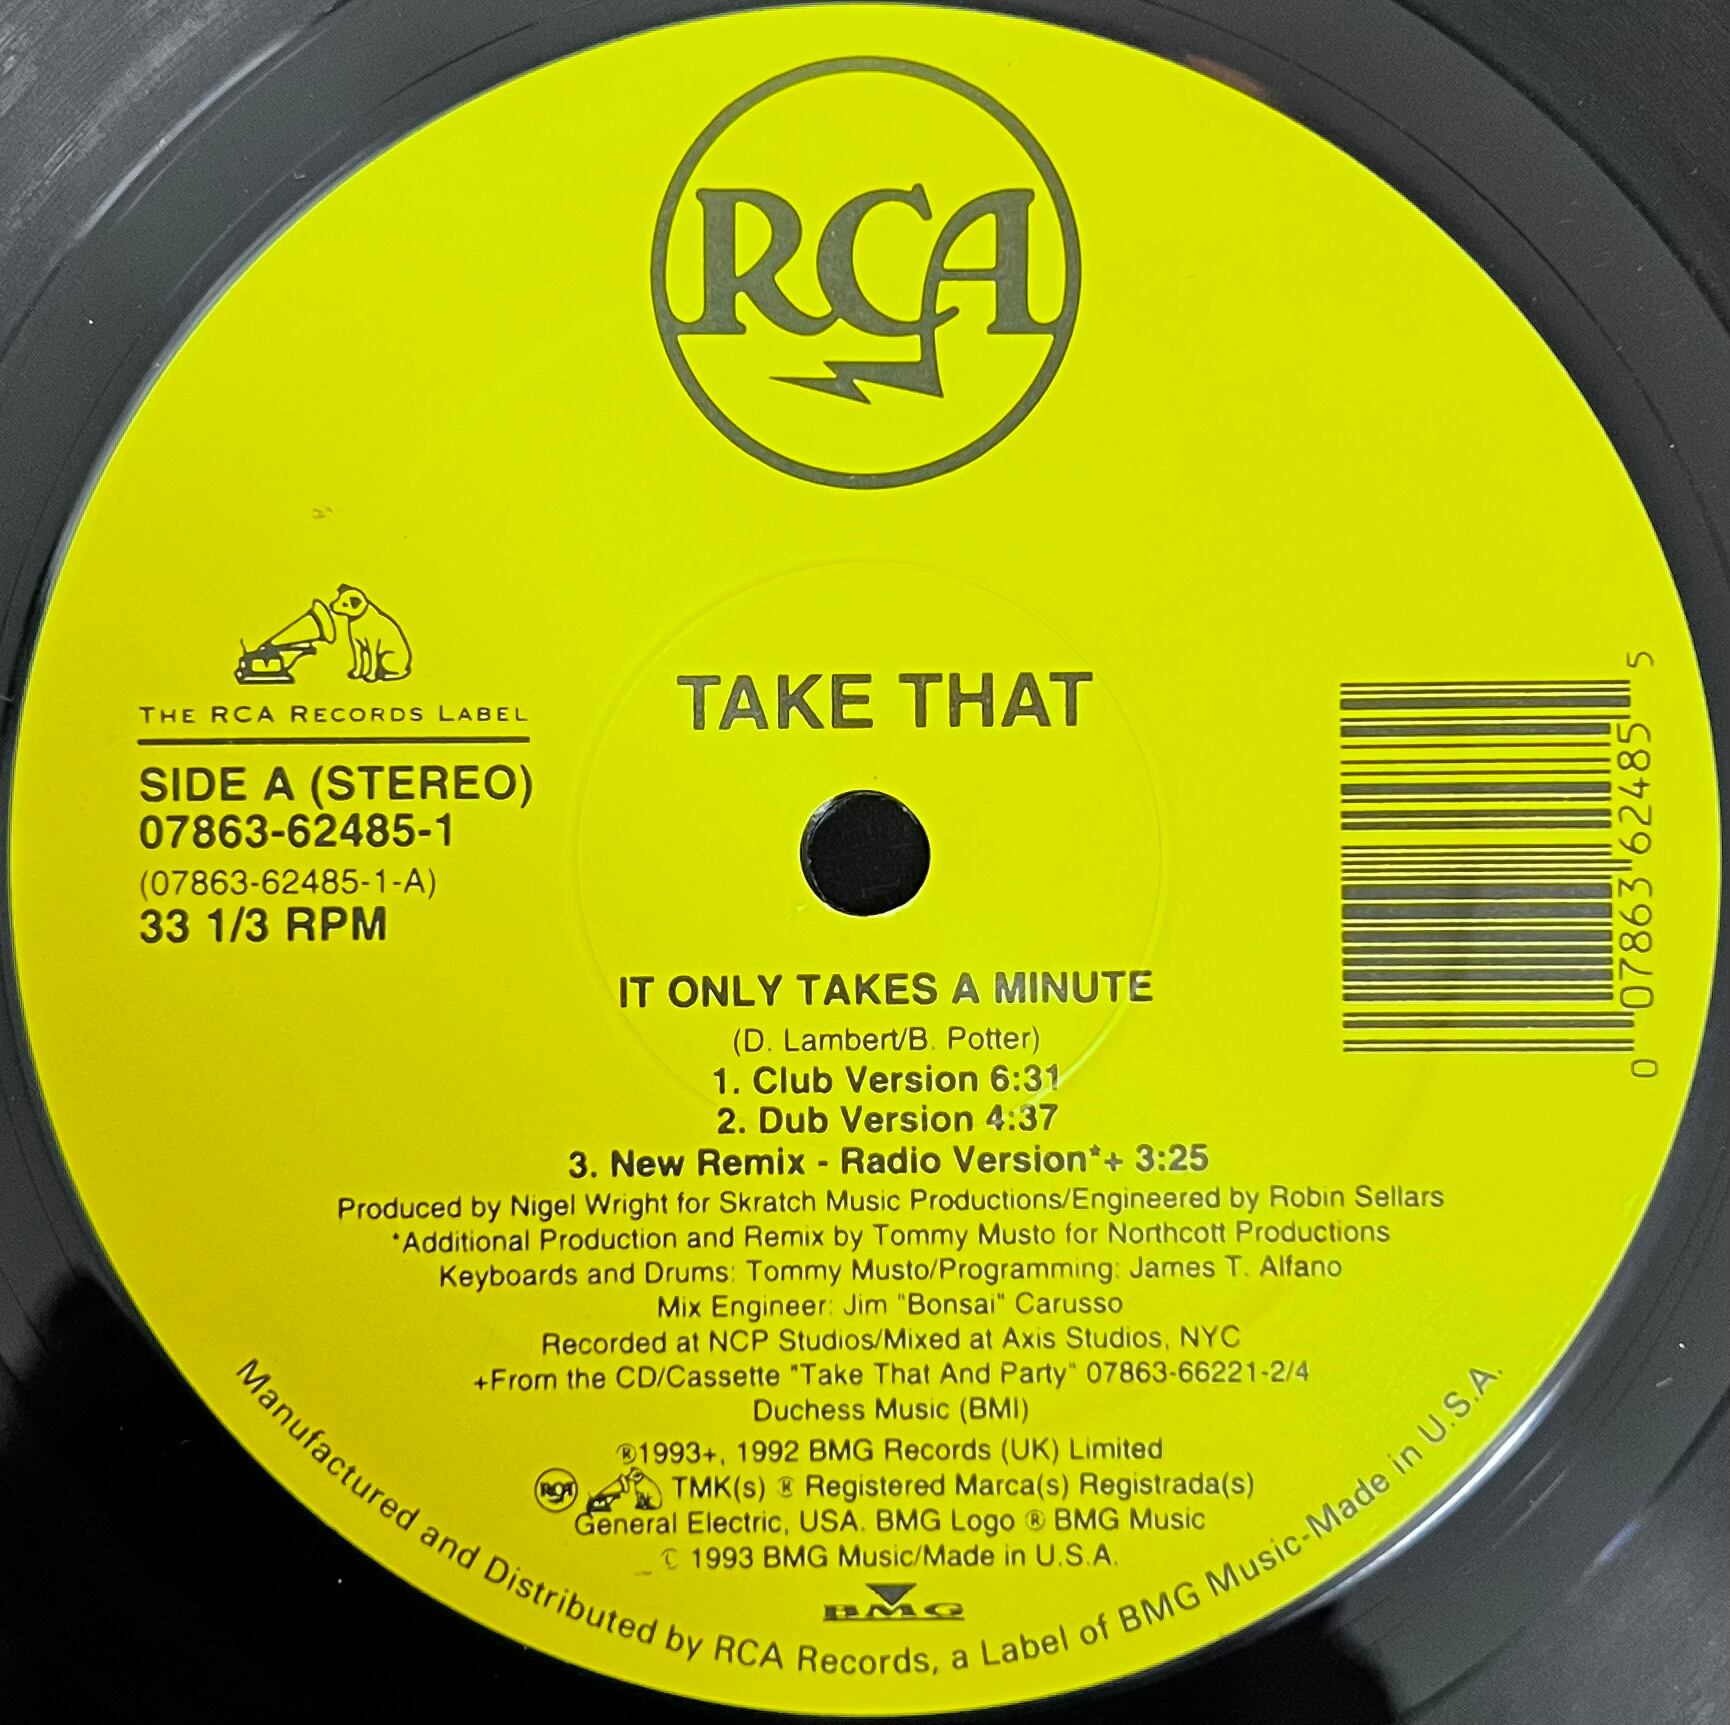 RCA
THE RCA RECORDS LABEL
SIDE A (STEREO)
07863-62485-1
(07863-62485-1-A)
33 1/3 RPM
TAKE THAT
0 07863 62485 5
IT ONLY TAKES A MINUTE
(D. Lambert/B. Potter)
1. Club Version 6:31
2. Dub Version 4:37
3. New Remix - Radio Version*+ 3:25
Produced by Nigel Wright for Skratch Music Productions/Engineered by Robin Sellars
*Additional Production and Remix by Tommy Musto for Northcott Productions
Keyboards and Drums: Tommy Musto/Programming: James T. Alfano
Mix Engineer: Jim "Bonsai" Carusso
Recorded at NCP Studios/Mixed at Axis Studios, NYC
+From the CD/Cassette "Take That And Party" 07863-66221-2/4
Duchess Music (BMI)
®1993+, 1992 BMG Records (UK) Limited
RCA TMK(s) ® Registered Marca(s) Registrada(s)
General Electric, USA. BMG Logo ® BMG Music
© 1993 BMG Music/Made in U.S.A.
BMG
Manufactured and Distributed by RCA Records, a Label of BMG Music-Made in U.S.A.